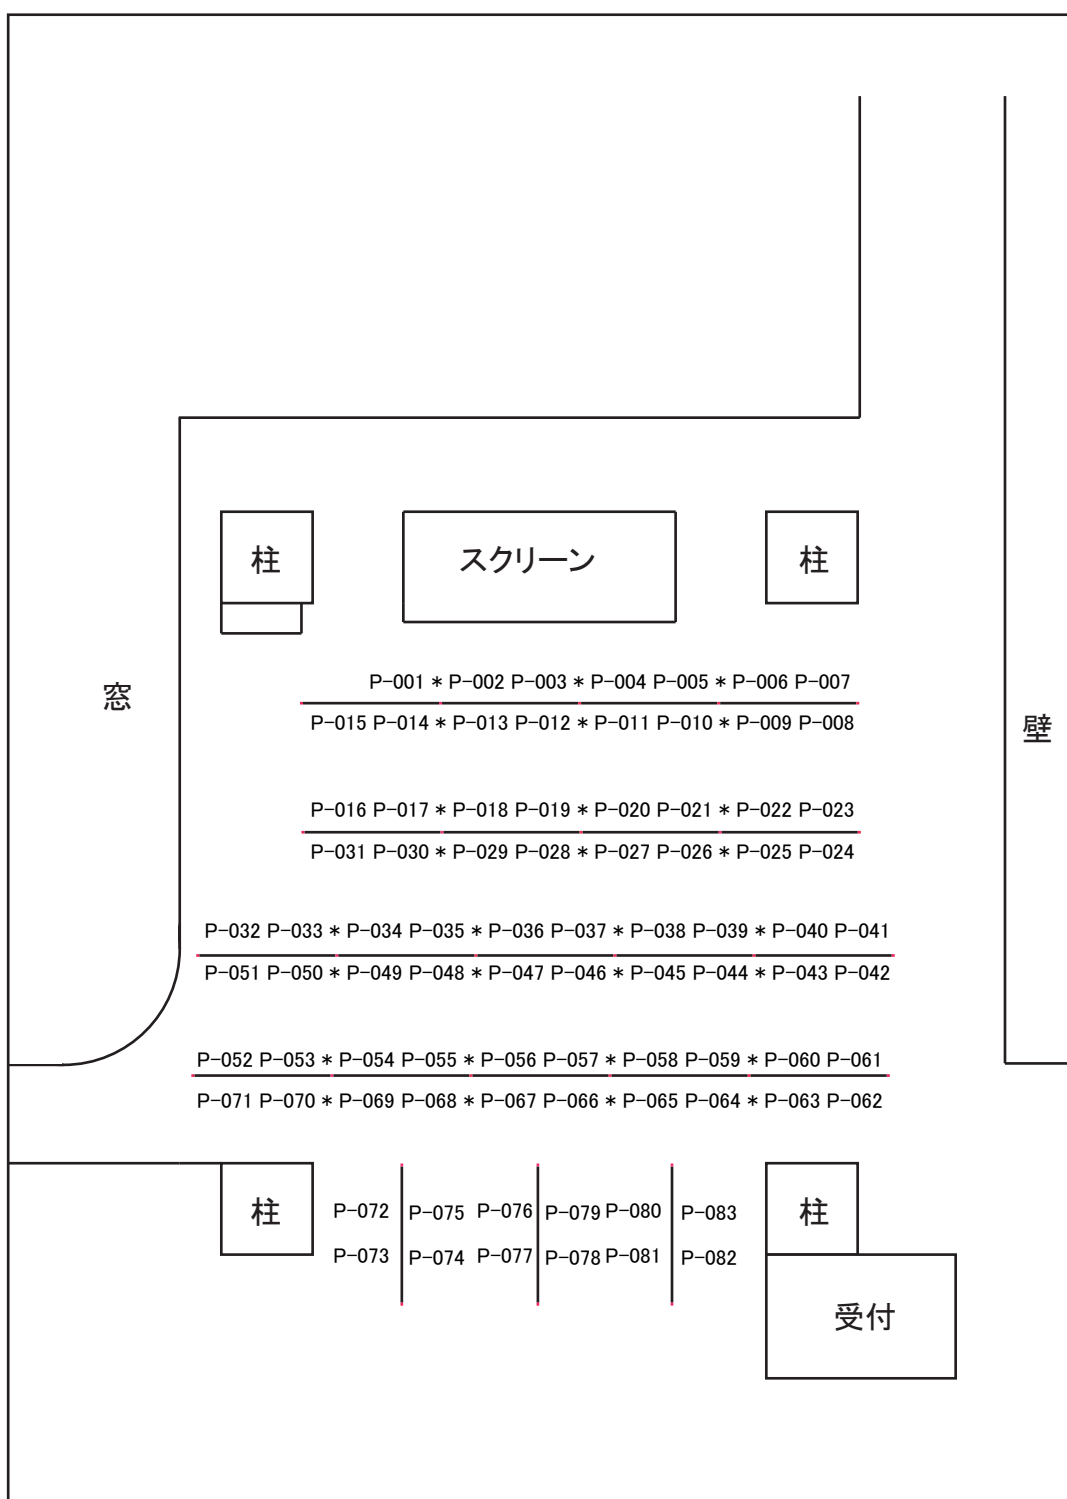 柱
スクリーン
柱
窓
P-001 * P-002 P-003 * P-004 P-005 * P-006 P-007
P-015 P-014 * P-013 P-012 * P-011 P-010 * P-009 P-008
壁
P-016 P-017 * P-018 P-019 * P-020 P-021 * P-022 P-023
P-031 P-030 * P-029 P-028 * P-027 P-026 * P-025 P-024
P-032 P-033 * P-034 P-035 * P-036 P-037 * P-038 P-039 * P-040 P-041
P-051 P-050 * P-049 P-048 * P-047 P-046 * P-045 P-044 * P-043 P-042
P-052 P-053 * P-054 P-055 * P-056 P-057 * P-058 P-059 * P-060 P-061
P-071 P-070 * P-069 P-068 * P-067 P-066 * P-065 P-064 * P-063 P-062
柱
P-072 P-075 P-076 P-079 P-080 P-083
柱
P-073 P-074 P-077 P-078 P-081 P-082
受付